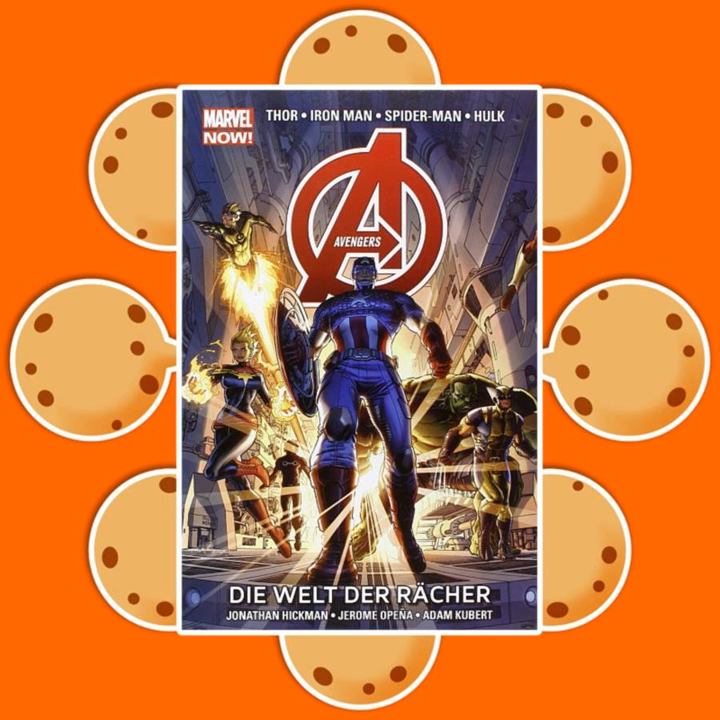 MARVEL
NOW!
THOR • IRON MAN • SPIDER-MAN • HULK
AVENGERS
DIE WELT DER RÄCHER
JONATHAN HICKMAN • JEROME OPEÑA • ADAM KUBERT